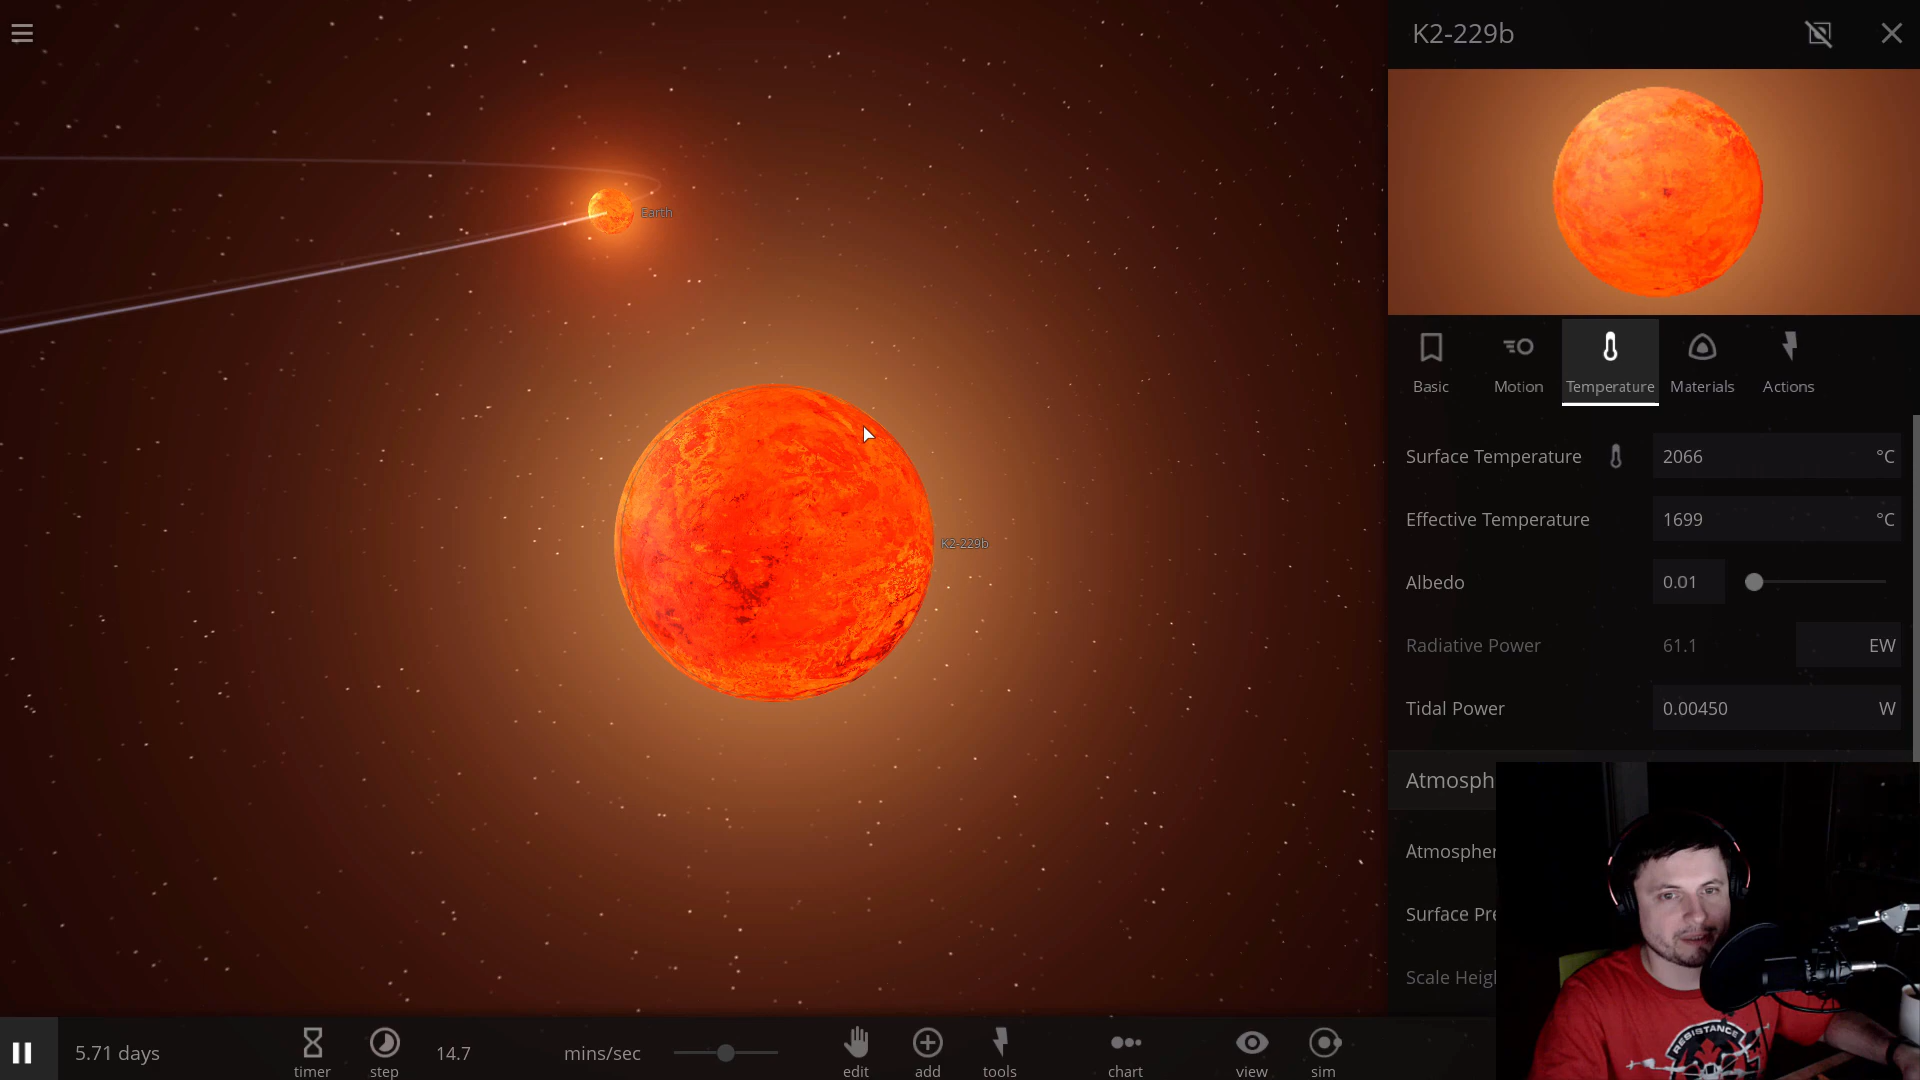 K2-229b
Earth
K2-229b
Basic
Motion
Temperature
Materials
Actions
Surface Temperature 2066 °C
Effective Temperature 1699 °C
Albedo 0.01
Radiative Power 61.1 EW
Tidal Power 0.00450 W
Atmosph
Atmospher
Surface Pre
Scale Heigh
RESISTANCE
5.71 days
timer
step
14.7 mins/sec
edit
add
tools
chart
view
sim